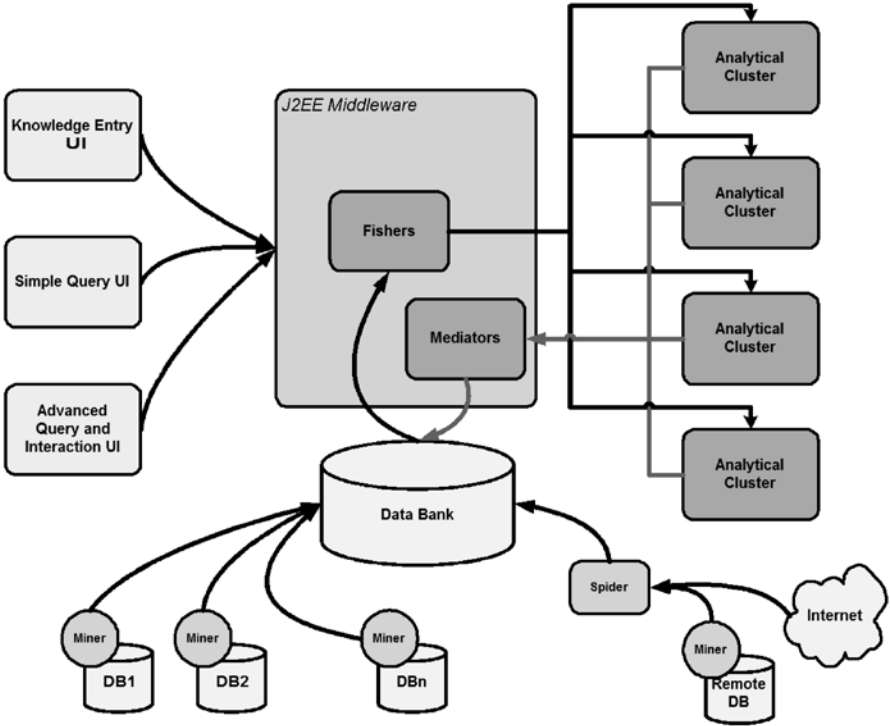 Analytical
Cluster
J2EE Middleware
Knowledge Entry
UI
Analytical
Cluster
Fishers
Simple Query UI
Analytical
Cluster
Mediators
Advanced
Query and
Interaction UI
Analytical
Cluster
Data Bank
Spider
Internet
Miner
Miner
Miner
Miner
DB1
DB2
DBn
Remote
DB